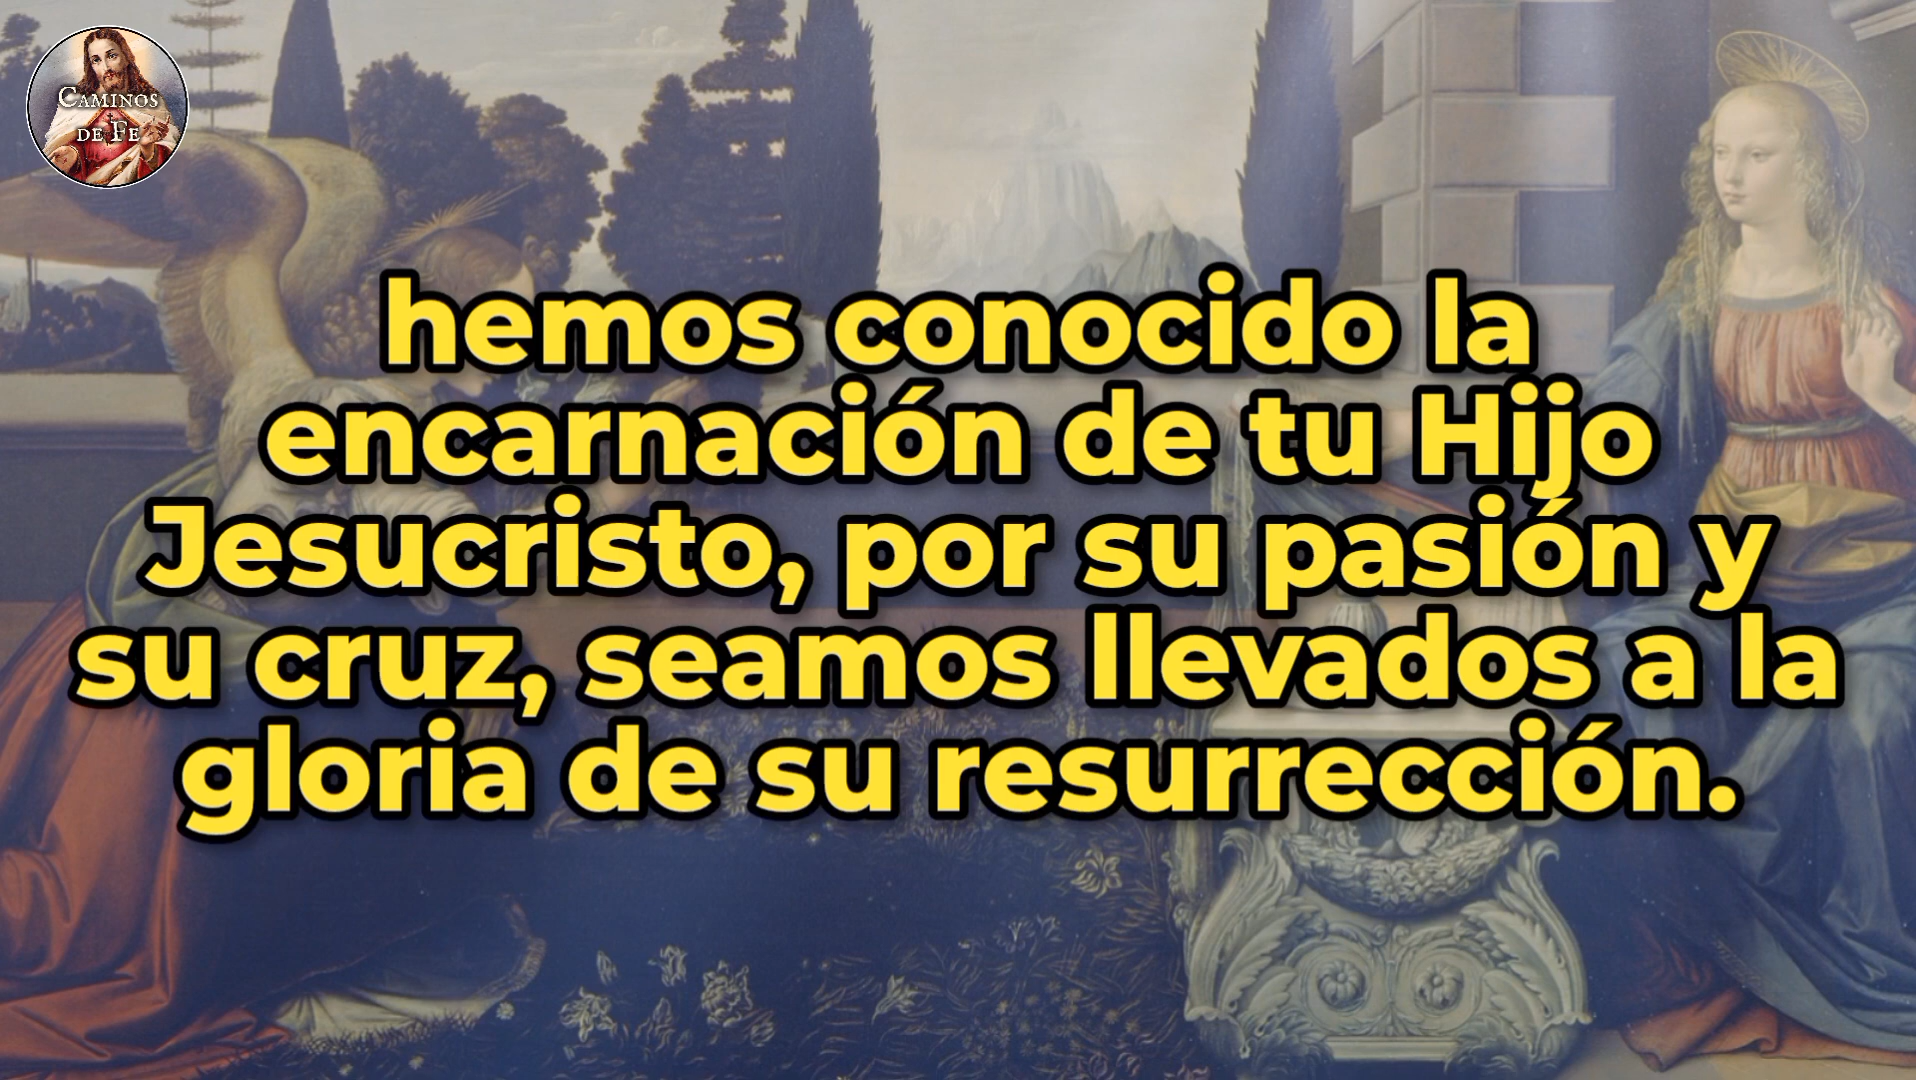 CAMINOS
DE FE
hemos conocido la
encarnación de tu Hijo
Jesucristo, por su pasión y
su cruz, seamos llevados a la
gloria de su resurrección.